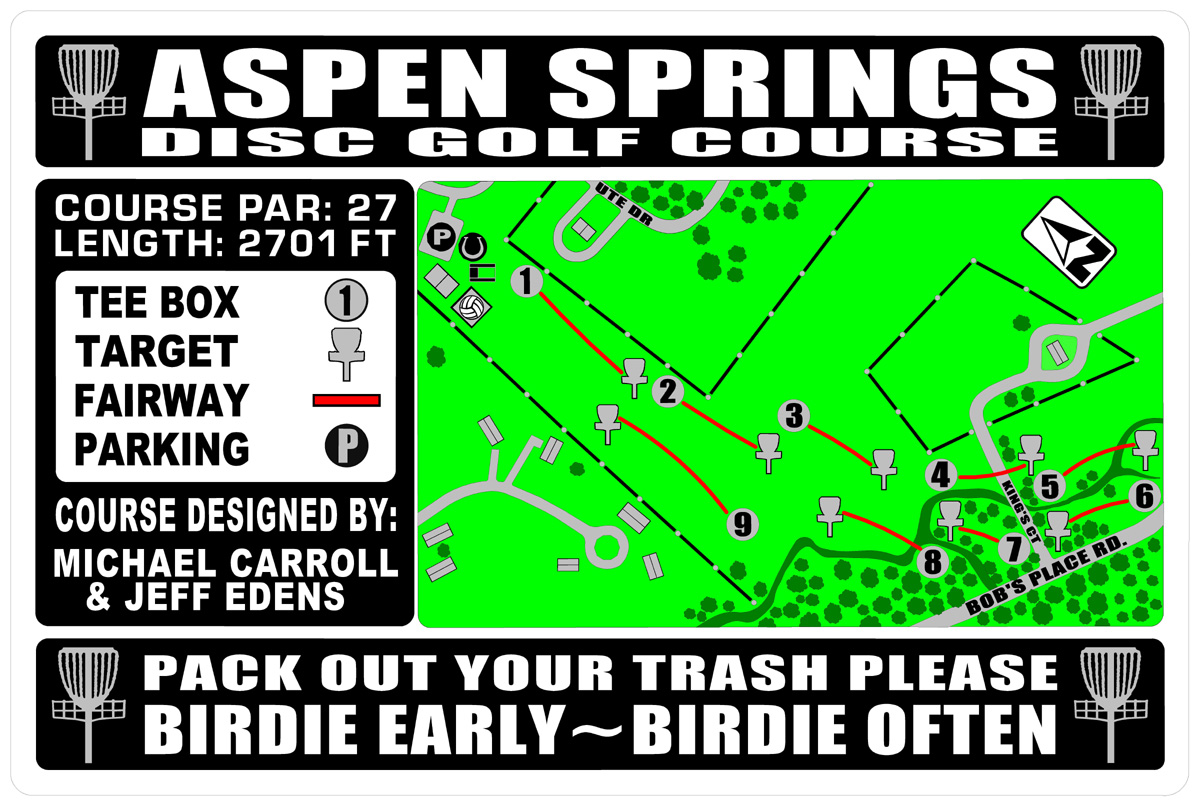 ASPEN SPRINGS
DISC GOLF COURSE
COURSE PAR: 27
LENGTH: 2701 FT
TEE BOX 1
TARGET
FAIRWAY
PARKING P
COURSE DESIGNED BY:
MICHAEL CARROLL
& JEFF EDENS
UTE DR
P
N
1
2
3
4
5
6
7
8
9
KING'S CT
BOB'S PLACE RD.
PACK OUT YOUR TRASH PLEASE
BIRDIE EARLY~BIRDIE OFTEN